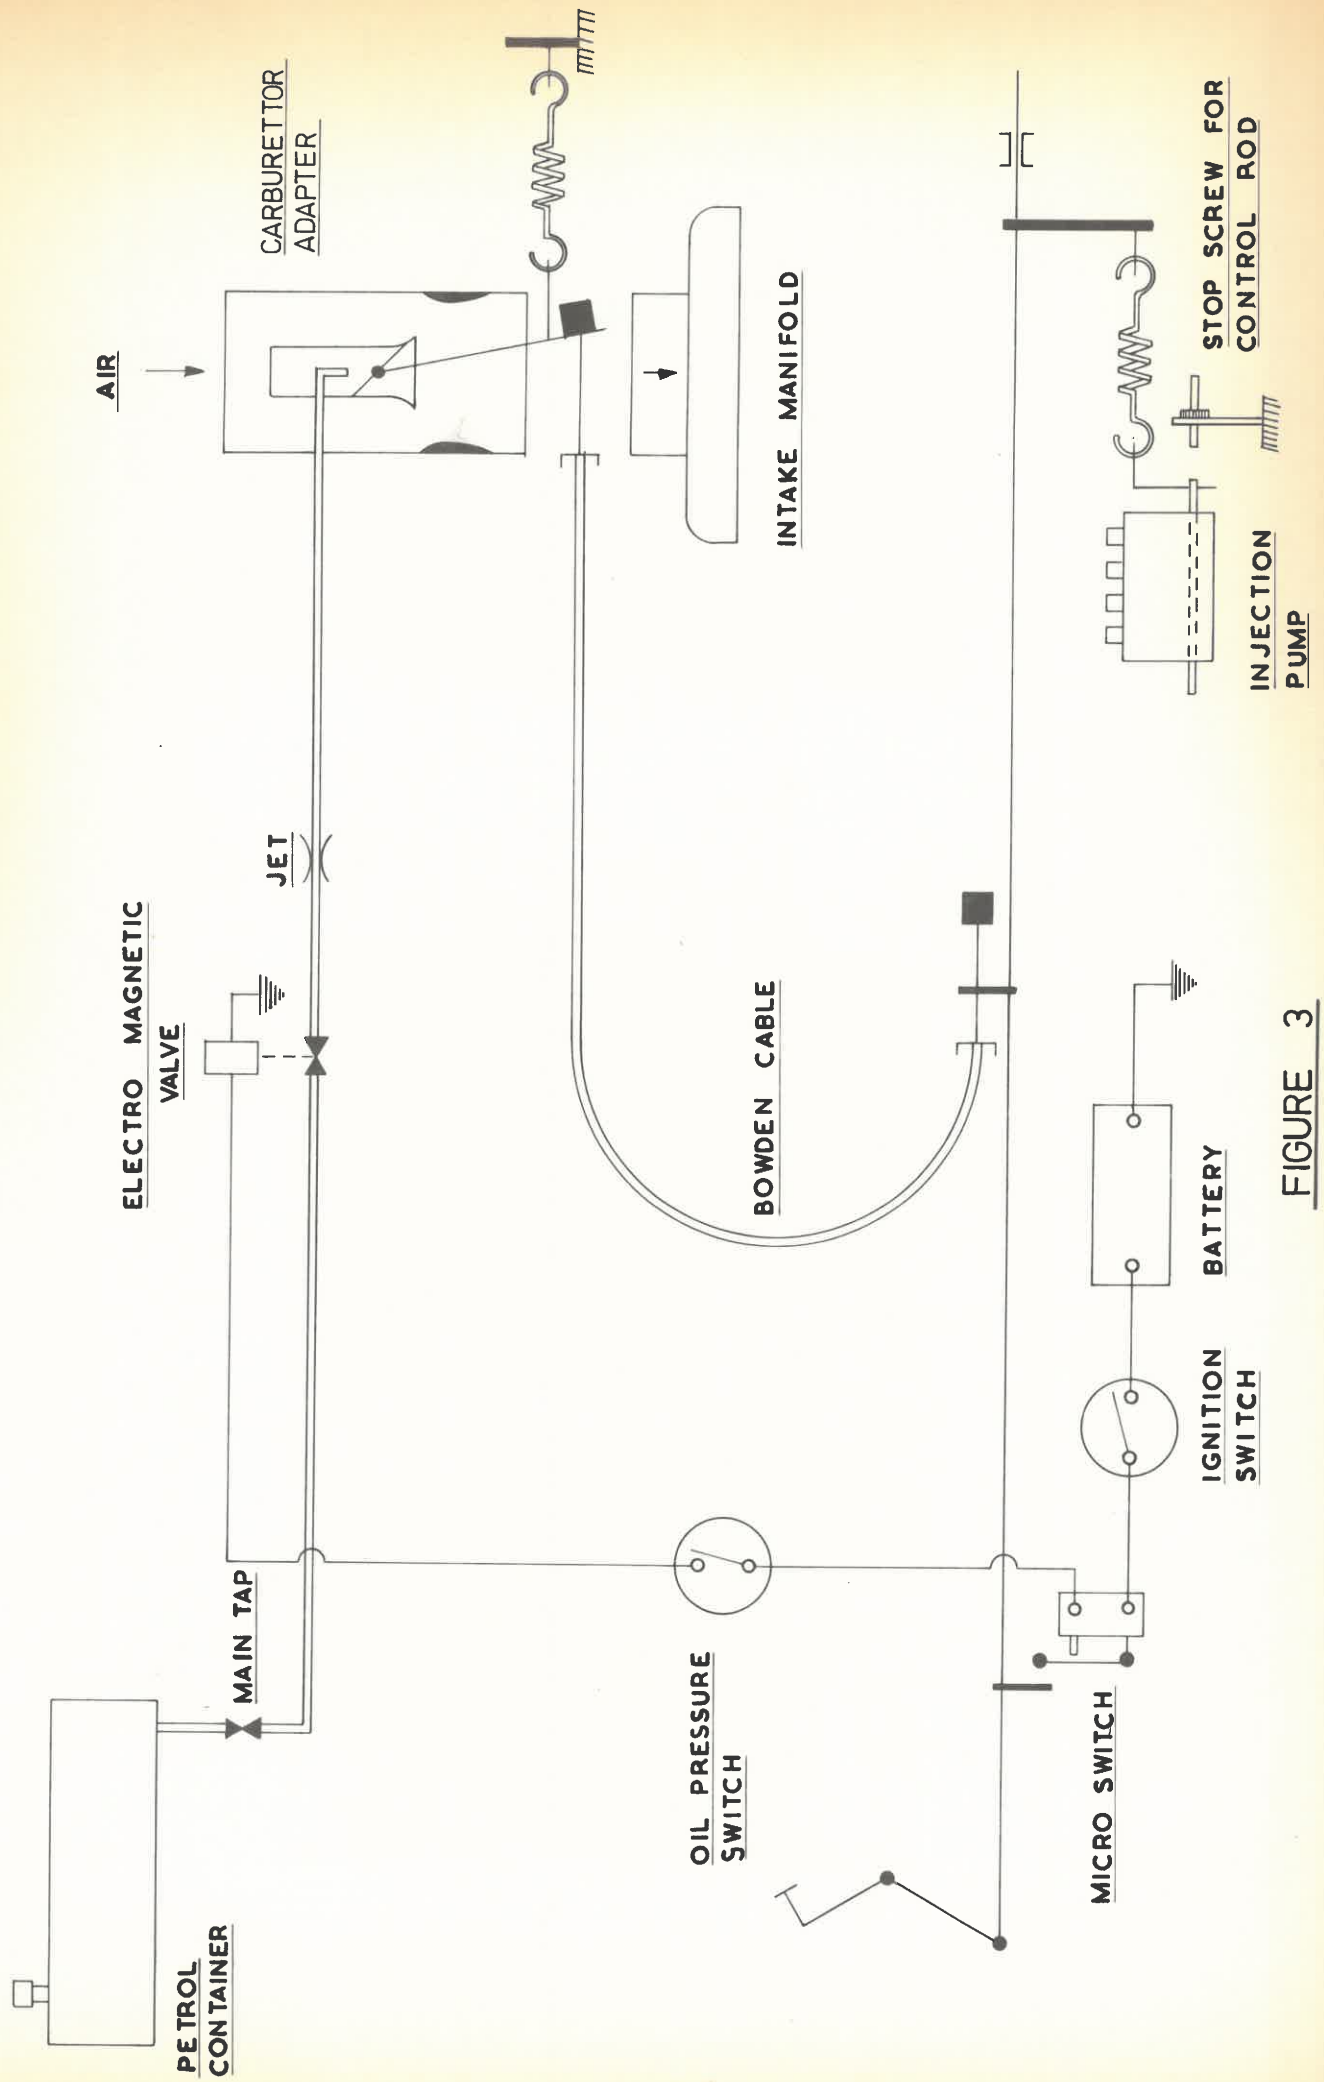 PETROL
CONTAINER
MAIN TAP
ELECTRO MAGNETIC
VALVE
JET
AIR
CARBURETTOR
ADAPTER
OIL PRESSURE
SWITCH
BOWDEN CABLE
INTAKE MANIFOLD
MICRO SWITCH
IGNITION
SWITCH
BATTERY
INJECTION
PUMP
STOP SCREW FOR
CONTROL ROD
FIGURE 3